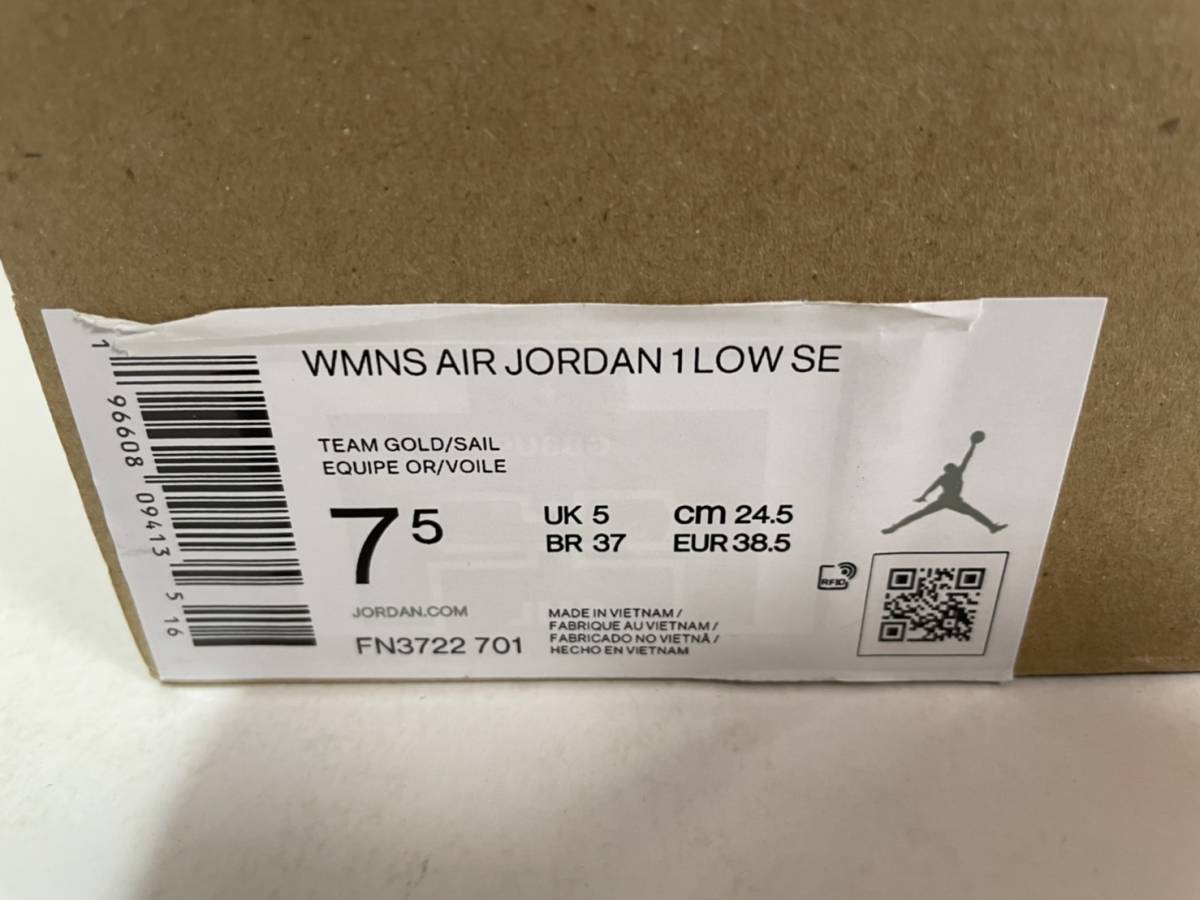 WMNS AIR JORDAN 1 LOW SE
TEAM GOLD/SAIL
EQUIPE OR/VOILE
7 5
UK 5
BR 37
cm 24.5
EUR 38.5
JORDAN.COM
FN3722 701
MADE IN VIETNAM /
FABRIQUE AU VIETNAM /
FABRICADO NO VIETNÃ /
HECHO EN VIETNAM
RFID
1 96608 09413 5 16